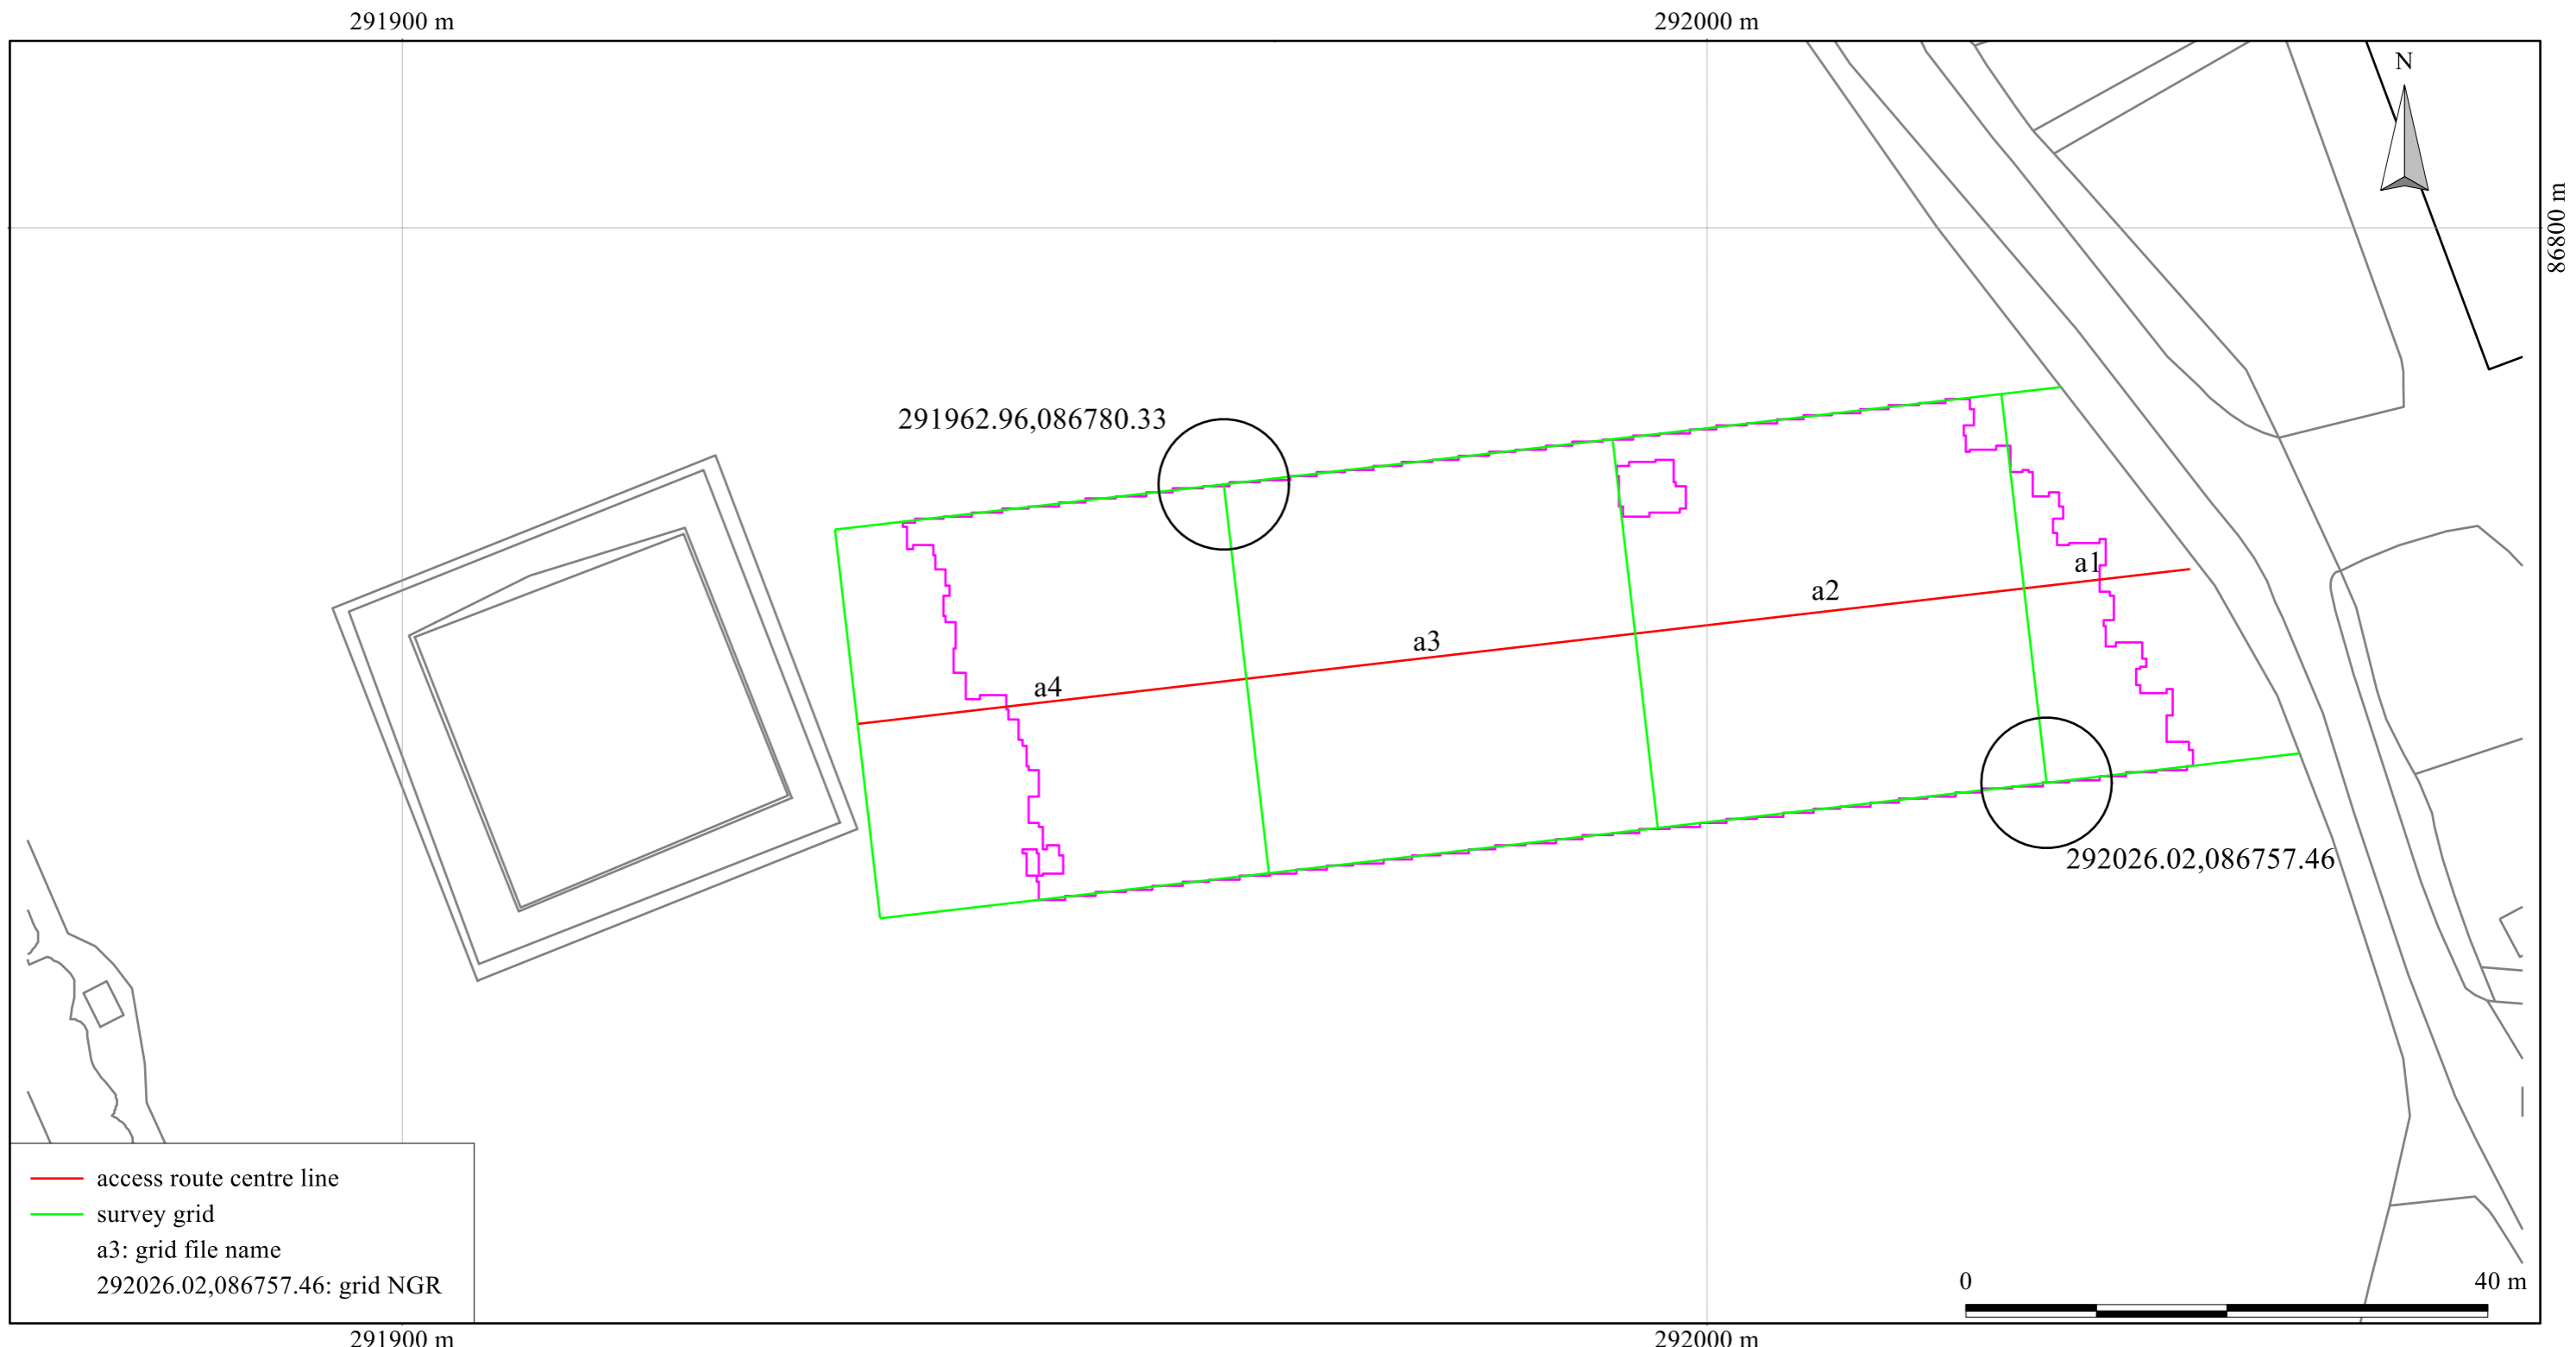 291900 m
292000 m
N
86800 m
291962.96,086780.33
a1
a2
a3
a4
292026.02,086757.46
access route centre line
survey grid
a3: grid file name
292026.02,086757.46: grid NGR
0
40 m
291900 m
292000 m